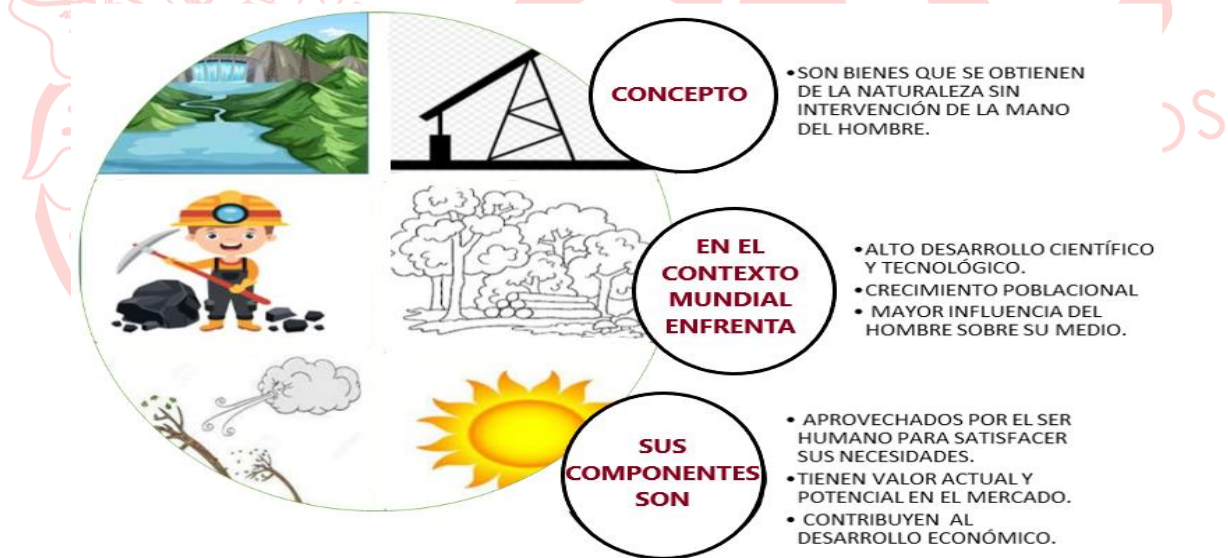 CONCEPTO
•SON BIENES QUE SE OBTIENEN
DE LA NATURALEZA SIN
INTERVENCIÓN DE LA MANO
DEL HOMBRE.
EN EL
CONTEXTO
MUNDIAL
ENFRENTA
•ALTO DESARROLLO CIENTÍFICO
Y TECNOLÓGICO.
•CRECIMIENTO POBLACIONAL
• MAYOR INFLUENCIA DEL
HOMBRE SOBRE SU MEDIO.
SUS
COMPONENTES
SON
• APROVECHADOS POR EL SER
HUMANO PARA SATISFACER
SUS NECESIDADES.
•TIENEN VALOR ACTUAL Y
POTENCIAL EN EL MERCADO.
• CONTRIBUYEN AL
DESARROLLO ECONÓMICO.